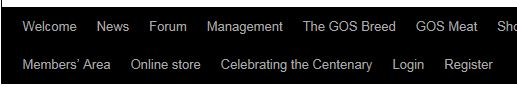 Welcome News Forum Management The GOS Breed GOS Meat
Members' Area Online store Celebrating the Centenary Login Register